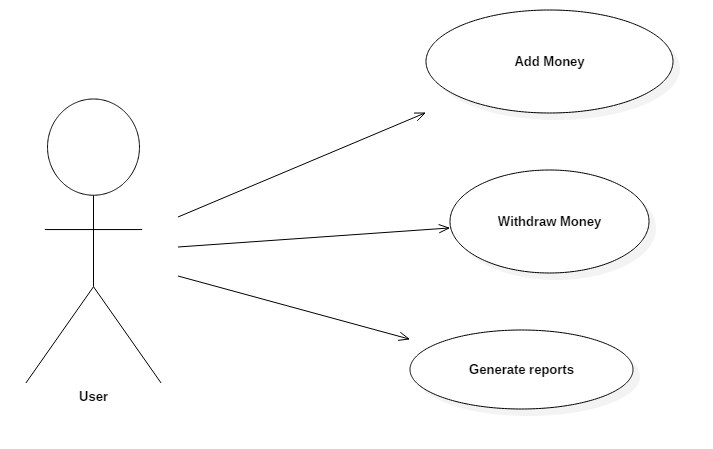 Add Money
Withdraw Money
Generate reports
User